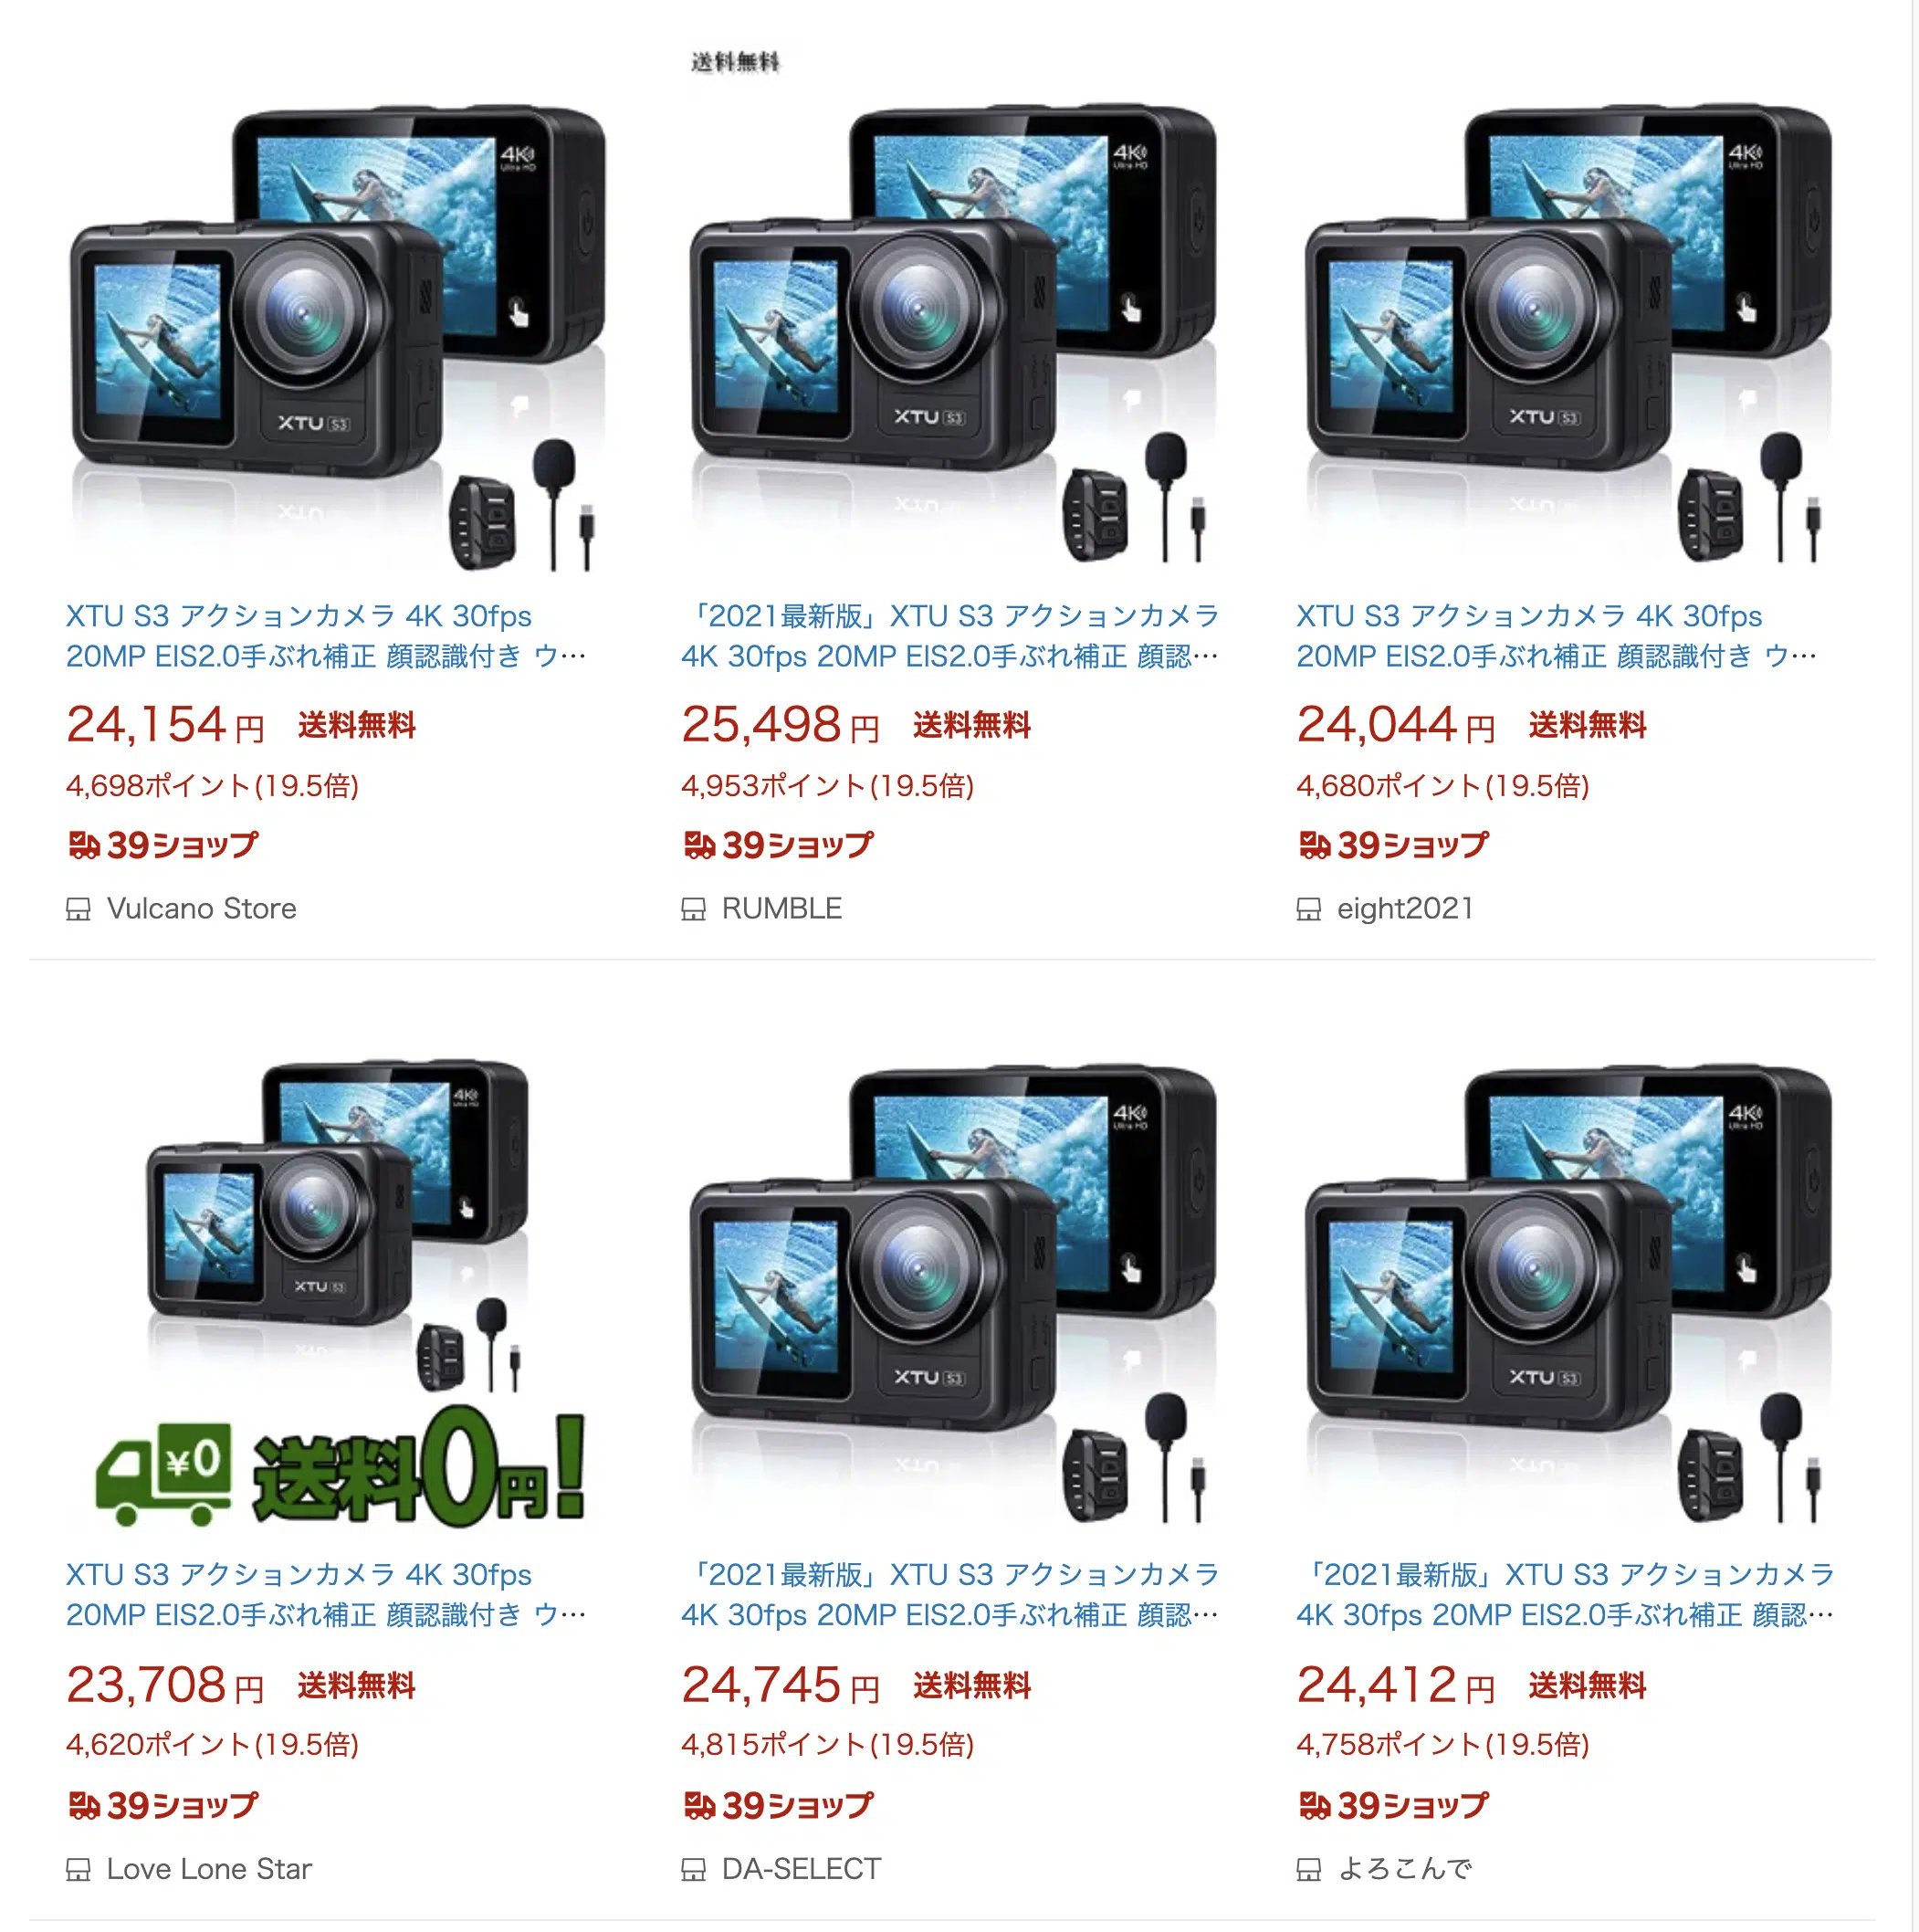 送料無料
4K
Ultra HD
XTU S3
4K
Ultra HD
XTU S3
4K
Ultra HD
XTU S3
XTU S3 アクションカメラ 4K 30fps
20MP EIS2.0手ぶれ補正 顔認識付き ウ…
24,154円 送料無料
4,698ポイント(19.5倍)
39ショップ
Vulcano Store
「2021最新版」XTU S3 アクションカメラ
4K 30fps 20MP EIS2.0手ぶれ補正 顔認…
25,498円 送料無料
4,953ポイント(19.5倍)
39ショップ
RUMBLE
XTU S3 アクションカメラ 4K 30fps
20MP EIS2.0手ぶれ補正 顔認識付き ウ…
24,044円 送料無料
4,680ポイント(19.5倍)
39ショップ
eight2021
4K
Ultra HD
XTU S3
¥0 送料0円!
4K
Ultra HD
XTU S3
4K
Ultra HD
XTU S3
XTU S3 アクションカメラ 4K 30fps
20MP EIS2.0手ぶれ補正 顔認識付き ウ…
23,708円 送料無料
4,620ポイント(19.5倍)
39ショップ
Love Lone Star
「2021最新版」XTU S3 アクションカメラ
4K 30fps 20MP EIS2.0手ぶれ補正 顔認…
24,745円 送料無料
4,815ポイント(19.5倍)
39ショップ
DA-SELECT
「2021最新版」XTU S3 アクションカメラ
4K 30fps 20MP EIS2.0手ぶれ補正 顔認…
24,412円 送料無料
4,758ポイント(19.5倍)
39ショップ
よろこんで